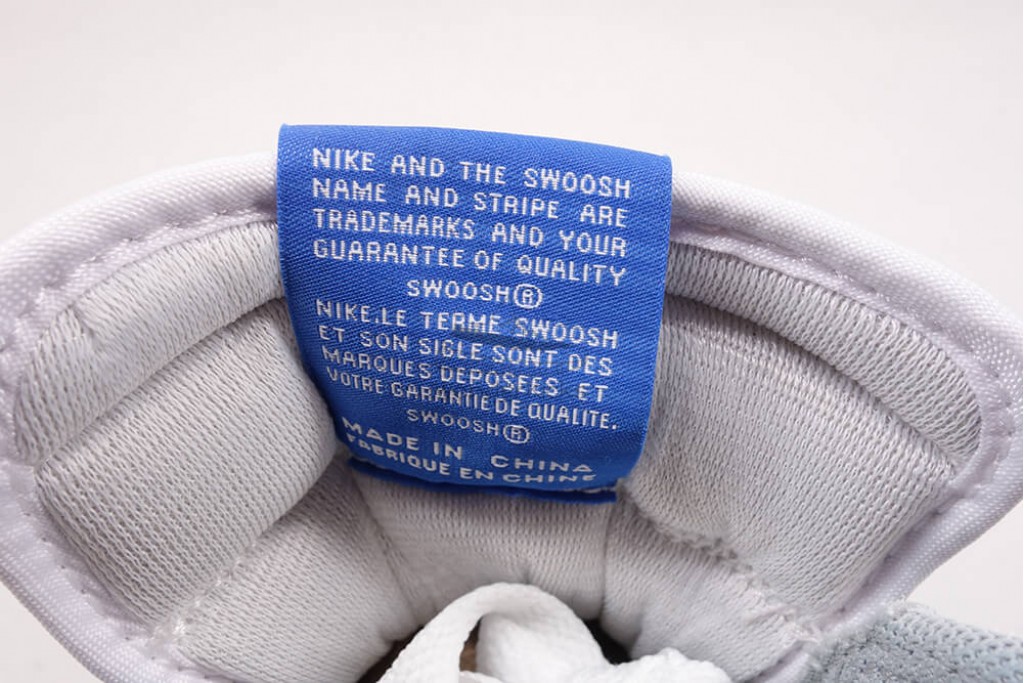 NIKE AND THE SWOOSH
NAME AND STRIPE ARE
TRADEMARKS AND YOUR
GUARANTEE OF QUALITY
SWOOSH®
NIKE.LE TERME SWOOSH
ET SON SIGLE SONT DES
MARQUES DEPOSEES ET
VOTRE GARANTIE DE QUALITE.
SWOOSH®
MADE IN CHINA
FABRIQUE EN CHINE